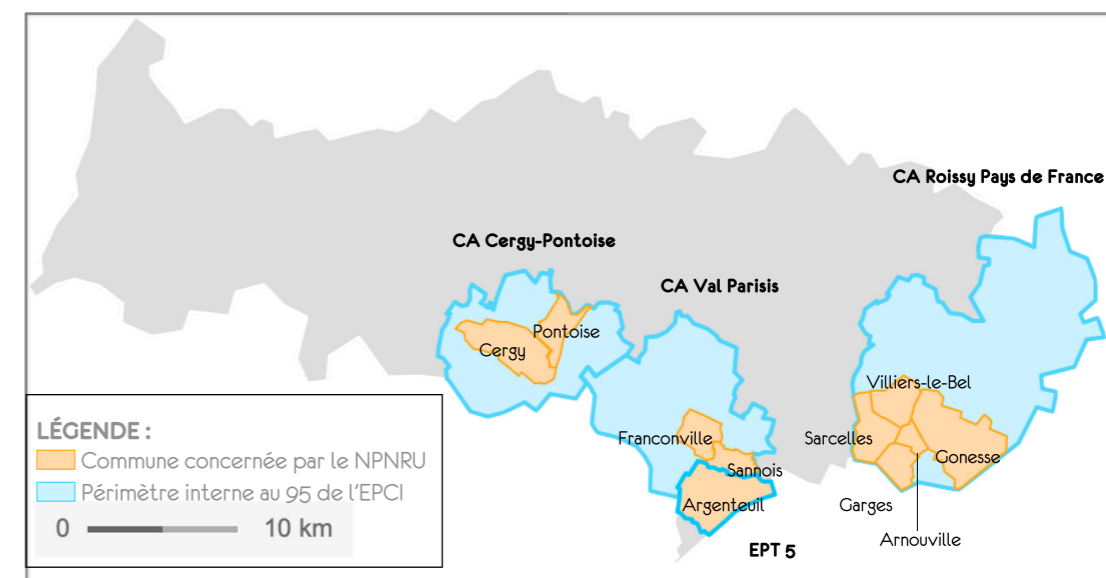 CA Roissy Pays de France
CA Cergy-Pontoise
CA Val Parisis
Pontoise
Cergy
Villiers-le-Bel
Franconville
Sarcelles
Gonesse
Sannois
Argenteuil
Garges
Arnouville
EPT 5
LÉGENDE :
Commune concernée par le NPNRU
Périmètre interne au 95 de l'EPCI
0 10 km